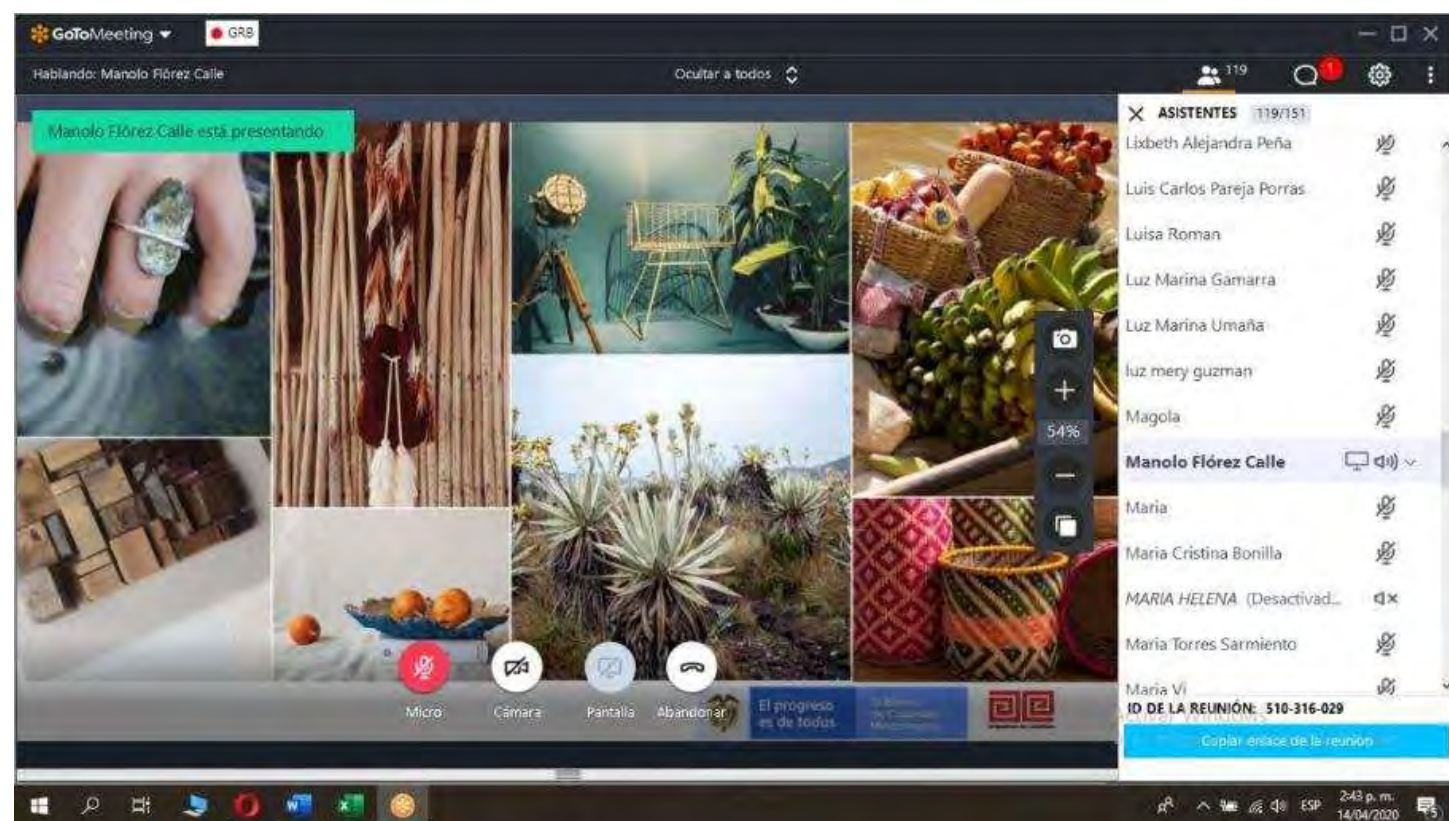 GoToMeeting
GRB
Hablando: Manolo Flórez Calle
Ocultar a todos
119
1
Manolo Flórez Calle está presentando
ASISTENTES 119/151
Lixbeth Alejandra Peña
Luis Carlos Pareja Porras
Luisa Roman
Luz Marina Gamarra
Luz Marina Umaña
luz mery guzman
Magola
Manolo Flórez Calle
Maria
Maria Cristina Bonilla
MARIA HELENA (Desactivad...
Maria Torres Sarmiento
Maria Vi
54%
Micro
Cámara
Pantalla
Abandonar
El progreso
es de todos
ID DE LA REUNIÓN: 510-316-029
Copiar enlace de la reunión
ESP
2:43 p. m.
14/04/2020
5